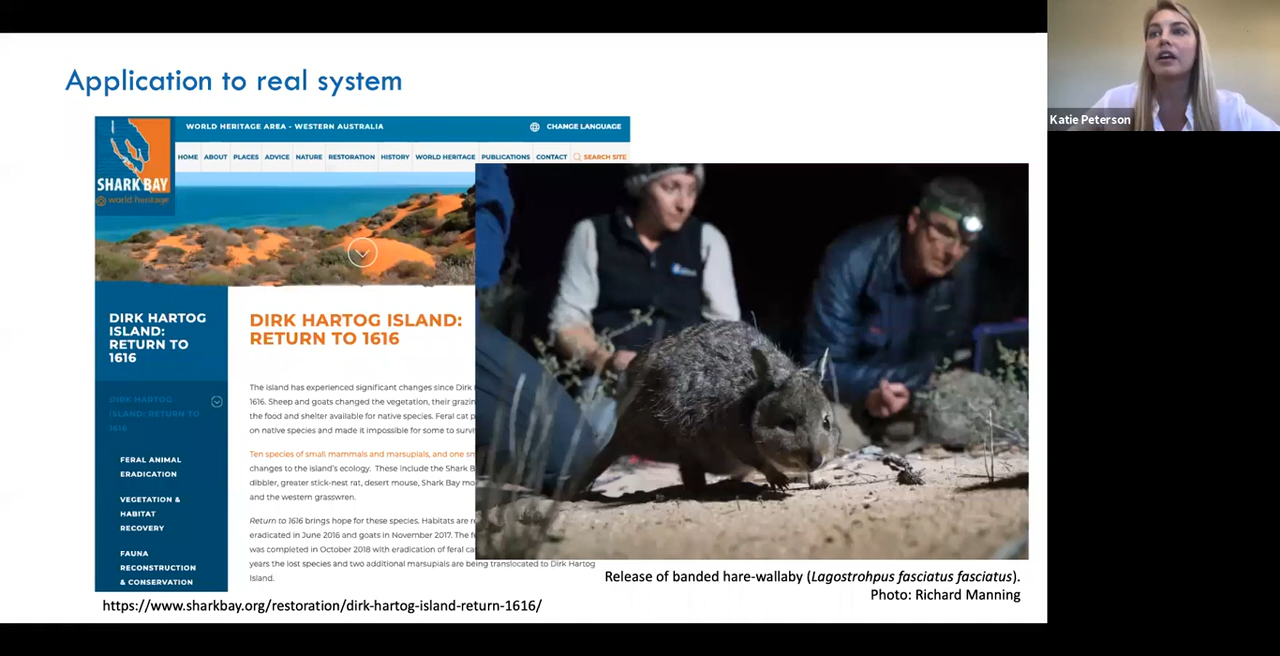 Application to real system
WORLD HERITAGE AREA - WESTERN AUSTRALIA
CHANGE LANGUAGE
SHARK BAY
world heritage
HOME ABOUT PLACES ADVICE NATURE RESTORATION HISTORY WORLD HERITAGE PUBLICATIONS CONTACT SEARCH SITE
DIRK HARTOG
ISLAND:
RETURN TO
1616
DIRK HARTOG
ISLAND: RETURN TO
1616
FERAL ANIMAL
ERADICATION
VEGETATION &
HABITAT
RECOVERY
FAUNA
RECONSTRUCTION
& CONSERVATION
DIRK HARTOG ISLAND:
RETURN TO 1616
The island has experienced significant changes since Dirk
1616. Sheep and goats changed the vegetation, their
the food and shelter available for native species. Feral cat
on native species and made it impossible for some to
Ten species of small mammals and marsupials, and one
changes to the island's ecology. These include the Shark
dibbler, greater stick-nest rat, desert mouse, Shark Bay
and the western grasswren.
Return to 1616 brings hope for these species. Habitats are
eradicated in June 2016 and goats in November 2017. The
was completed in October 2018 with eradication of feral
years the lost species and two additional marsupials are being translocated to Dirk Hartog
Island.
https://www.sharkbay.org/restoration/dirk-hartog-island-return-1616/
Release of banded hare-wallaby (Lagostrohpus fasciatus fasciatus).
Photo: Richard Manning
Katie Peterson